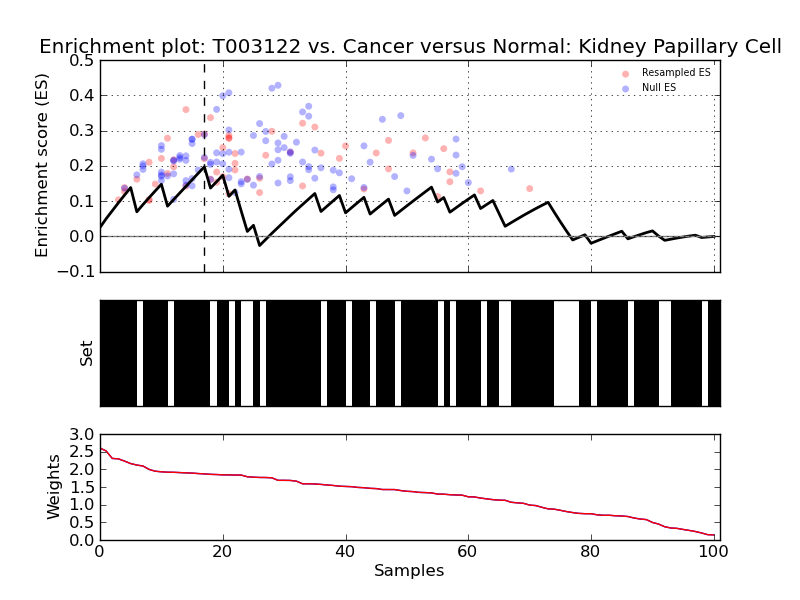 Enrichment plot: T003122 vs. Cancer versus Normal: Kidney Papillary Cell
Enrichment score (ES)
0.5
0.4
0.3
0.2
0.1
0.0
−0.1
Resampled ES
Null ES
Set
Weights
3.0
2.5
2.0
1.5
1.0
0.5
0.0
0 20 40 60 80 100
Samples